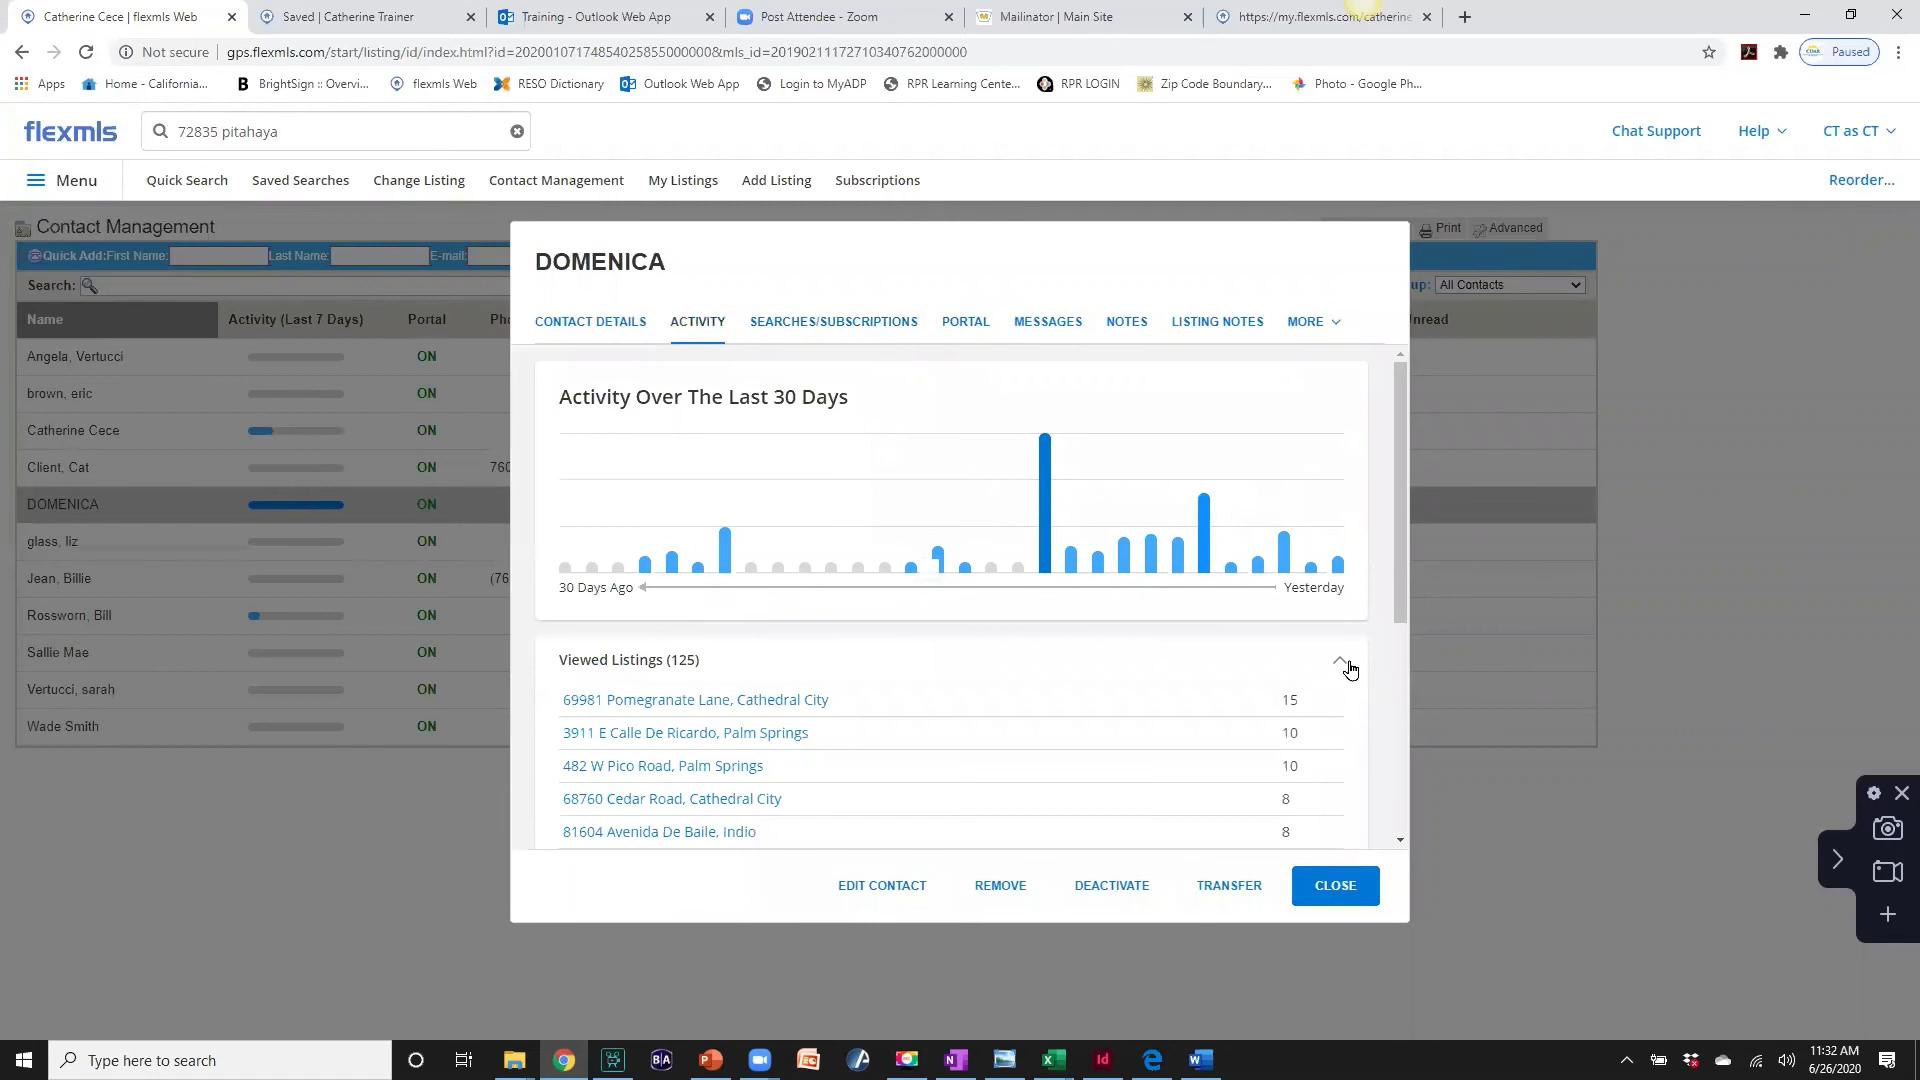 Catherine Cece | flexmls Web
Saved | Catherine Trainer
Training - Outlook Web App
Post Attendee - Zoom
Mailinator | Main Site
https://my.flexmls.com/catherine
Not secure
gps.flexmls.com/start/listing/id/index.html?id=20200107174854025855000000&mls_id=20190211172710340762000000
Paused
Apps
Home - California...
BrightSign :: Overvi...
flexmls Web
RESO Dictionary
Outlook Web App
Login to MyADP
RPR Learning Cente...
RPR LOGIN
Zip Code Boundary...
Photo - Google Ph...
flexmls
72835 pitahaya
Chat Support
Help
CT as CT
Menu
Quick Search
Saved Searches
Change Listing
Contact Management
My Listings
Add Listing
Subscriptions
Reorder...
Contact Management
Print
Advanced
Quick Add:
First Name:
Last Name:
E-mail:
Search:
up:
All Contacts
Name
Activity (Last 7 Days)
Portal
Pho
Unread
Angela, Vertucci ON
brown, eric ON
Catherine Cece ON
Client, Cat ON 760
DOMENICA ON
glass, liz ON
Jean, Billie ON (76
Rossworn, Bill ON
Sallie Mae ON
Vertucci, sarah ON
Wade Smith ON
DOMENICA
CONTACT DETAILS
ACTIVITY
SEARCHES/SUBSCRIPTIONS
PORTAL
MESSAGES
NOTES
LISTING NOTES
MORE
Activity Over The Last 30 Days
30 Days Ago
Yesterday
Viewed Listings (125)
69981 Pomegranate Lane, Cathedral City 15
3911 E Calle De Ricardo, Palm Springs 10
482 W Pico Road, Palm Springs 10
68760 Cedar Road, Cathedral City 8
81604 Avenida De Baile, Indio 8
EDIT CONTACT
REMOVE
DEACTIVATE
TRANSFER
CLOSE
Type here to search
11:32 AM
6/26/2020